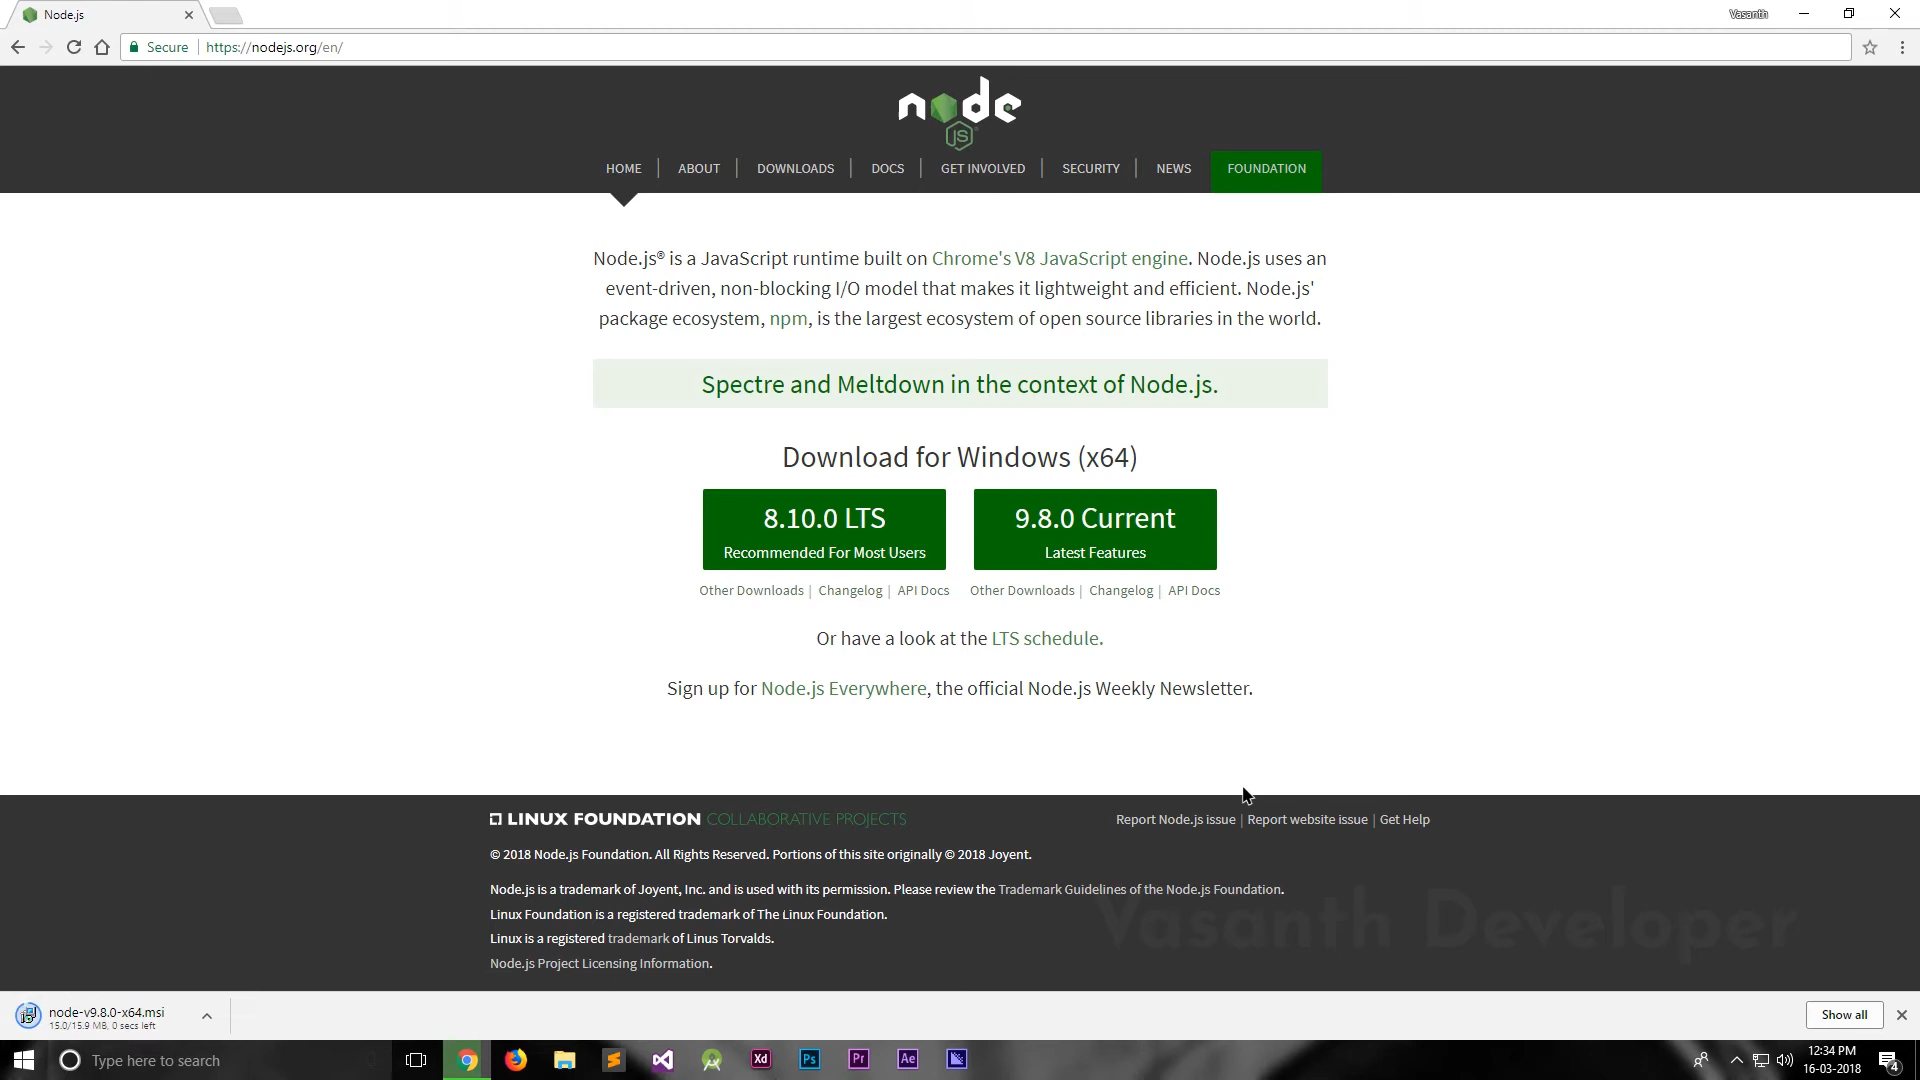 Node.js
Vasanth
Secure
https://nodejs.org/en/
node
JS
HOME
ABOUT
DOWNLOADS
DOCS
GET INVOLVED
SECURITY
NEWS
FOUNDATION
Node.js® is a JavaScript runtime built on Chrome's V8 JavaScript engine. Node.js uses an
event-driven, non-blocking I/O model that makes it lightweight and efficient. Node.js'
package ecosystem, npm, is the largest ecosystem of open source libraries in the world.
Spectre and Meltdown in the context of Node.js.
Download for Windows (x64)
8.10.0 LTS
Recommended For Most Users
9.8.0 Current
Latest Features
Other Downloads | Changelog | API Docs
Other Downloads | Changelog | API Docs
Or have a look at the LTS schedule.
Sign up for Node.js Everywhere, the official Node.js Weekly Newsletter.
LINUX FOUNDATION COLLABORATIVE PROJECTS
Report Node.js issue | Report website issue | Get Help
© 2018 Node.js Foundation. All Rights Reserved. Portions of this site originally © 2018 Joyent.
Node.js is a trademark of Joyent, Inc. and is used with its permission. Please review the Trademark Guidelines of the Node.js Foundation.
Linux Foundation is a registered trademark of The Linux Foundation.
Linux is a registered trademark of Linus Torvalds.
Node.js Project Licensing Information.
Vasanth Developer
node-v9.8.0-x64.msi
15.0/15.9 MB, 0 secs left
Show all
Type here to search
Xd
Ps
Pr
Ae
12:34 PM
16-03-2018
4